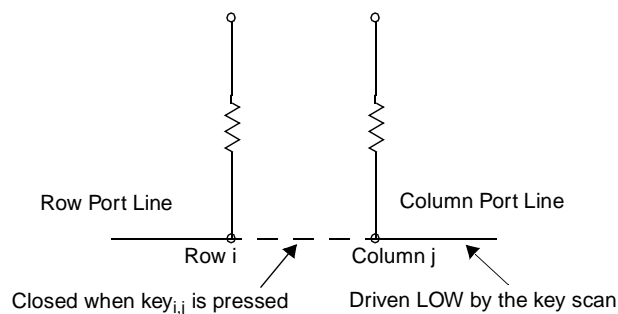 Row Port Line
Column Port Line
Row i
Column j
Closed when key i,j is pressed
Driven LOW by the key scan